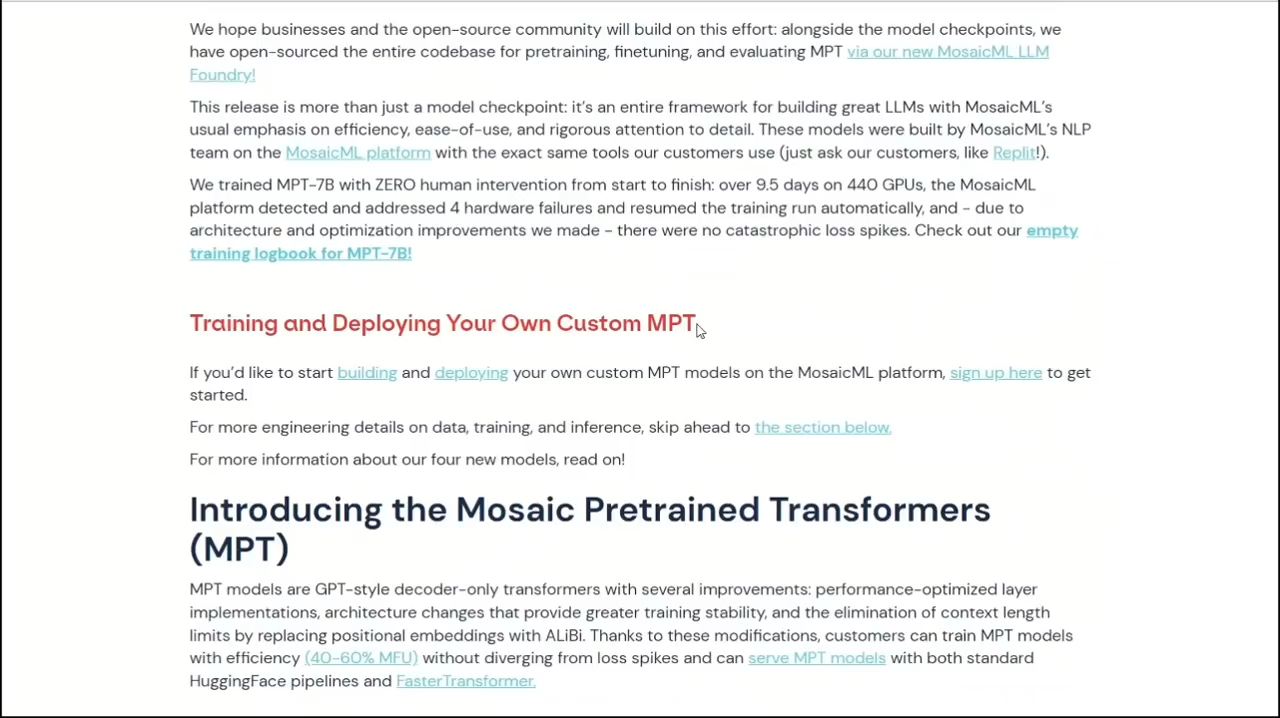 We hope businesses and the open-source community will build on this effort: alongside the model checkpoints, we
have open-sourced the entire codebase for pretraining, finetuning, and evaluating MPT via our new MosaicML LLM
Foundry!
This release is more than just a model checkpoint: it's an entire framework for building great LLMs with MosaicML's
usual emphasis on efficiency, ease-of-use, and rigorous attention to detail. These models were built by MosaicML's NLP
team on the MosaicML platform with the exact same tools our customers use (just ask our customers, like Replit!).
We trained MPT-7B with ZERO human intervention from start to finish: over 9.5 days on 440 GPUs, the MosaicML
platform detected and addressed 4 hardware failures and resumed the training run automatically, and - due to
architecture and optimization improvements we made - there were no catastrophic loss spikes. Check out our empty
training logbook for MPT-7B!
Training and Deploying Your Own Custom MPT
If you'd like to start building and deploying your own custom MPT models on the MosaicML platform, sign up here to get
started.
For more engineering details on data, training, and inference, skip ahead to the section below.
For more information about our four new models, read on!
Introducing the Mosaic Pretrained Transformers
(MPT)
MPT models are GPT-style decoder-only transformers with several improvements: performance-optimized layer
implementations, architecture changes that provide greater training stability, and the elimination of context length
limits by replacing positional embeddings with ALiBi. Thanks to these modifications, customers can train MPT models
with efficiency (40-60% MFU) without diverging from loss spikes and can serve MPT models with both standard
HuggingFace pipelines and FasterTransformer.